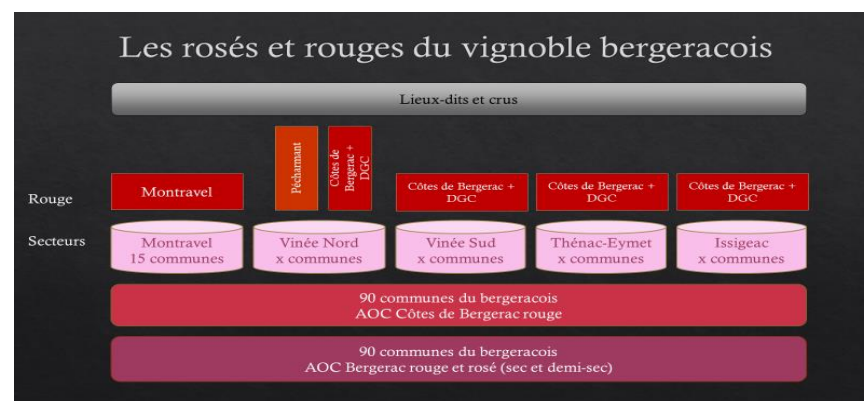 Les rosés et rouges du vignoble bergeracois
Lieux-dits et crus
Rouge
Montravel
Pécharmant
Côtes de
Bergerac +
DGC
Côtes de Bergerac +
DGC
Côtes de Bergerac +
DGC
Côtes de Bergerac +
DGC
Secteurs
Montravel
15 communes
Vinée Nord
x communes
Vinée Sud
x communes
Thénac-Eymet
x communes
Issigeac
x communes
90 communes du bergeracois
AOC Côtes de Bergerac rouge
90 communes du bergeracois
AOC Bergerac rouge et rosé (sec et demi-sec)